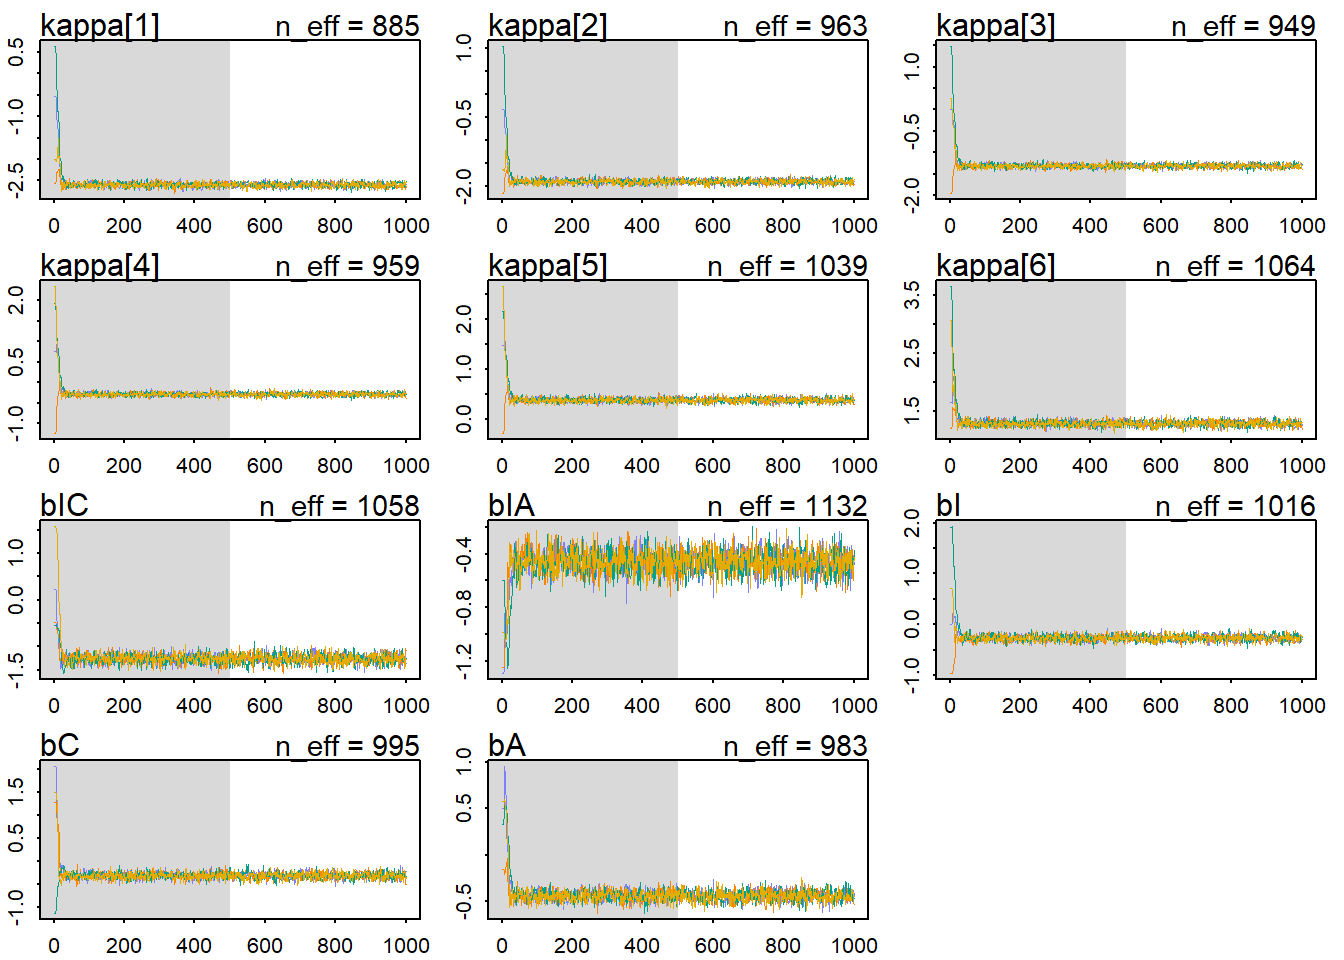 kappa[1] n_eff = 885 kappa[2] n_eff = 963 kappa[3] n_eff = 949
0.5 -1.0 -2.5
1.0 -0.5 -2.0
1.0 -0.5 -2.0
0 200 400 600 800 1000 0 200 400 600 800 1000 0 200 400 600 800 1000
kappa[4] n_eff = 959 kappa[5] n_eff = 1039 kappa[6] n_eff = 1064
2.0 0.5 -1.0
2.0 1.0 0.0
3.5 2.5 1.5
0 200 400 600 800 1000 0 200 400 600 800 1000 0 200 400 600 800 1000
bIC n_eff = 1058 bIA n_eff = 1132 bI n_eff = 1016
1.0 0.0 -1.5
-0.4 -0.8 -1.2
2.0 1.0 0.0 -1.0
0 200 400 600 800 1000 0 200 400 600 800 1000 0 200 400 600 800 1000
bC n_eff = 995 bA n_eff = 983
1.5 0.5 -1.0
1.0 0.5 -0.5
0 200 400 600 800 1000 0 200 400 600 800 1000